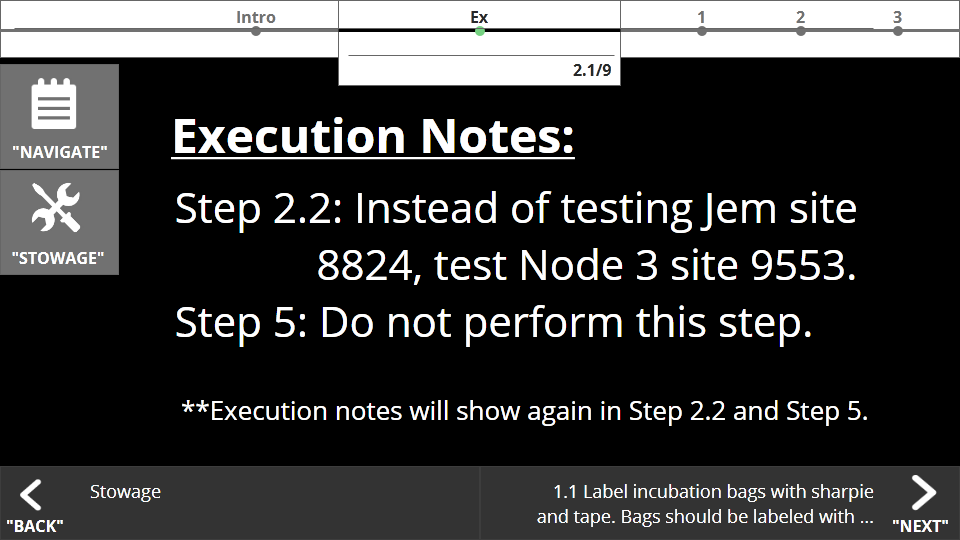 Intro
Ex
1
2
3
2.1/9
"NAVIGATE"
"STOWAGE"
Execution Notes:
Step 2.2: Instead of testing Jem site
8824, test Node 3 site 9553.
Step 5: Do not perform this step.
**Execution notes will show again in Step 2.2 and Step 5.
Stowage
"BACK"
1.1 Label incubation bags with sharpie
and tape. Bags should be labeled with ...
"NEXT"